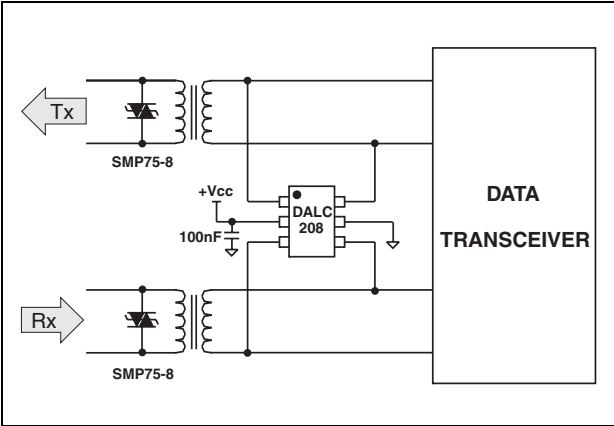 Tx
SMP75-8
+Vcc
DALC
208
100nF
DATA
TRANSCEIVER
Rx
SMP75-8